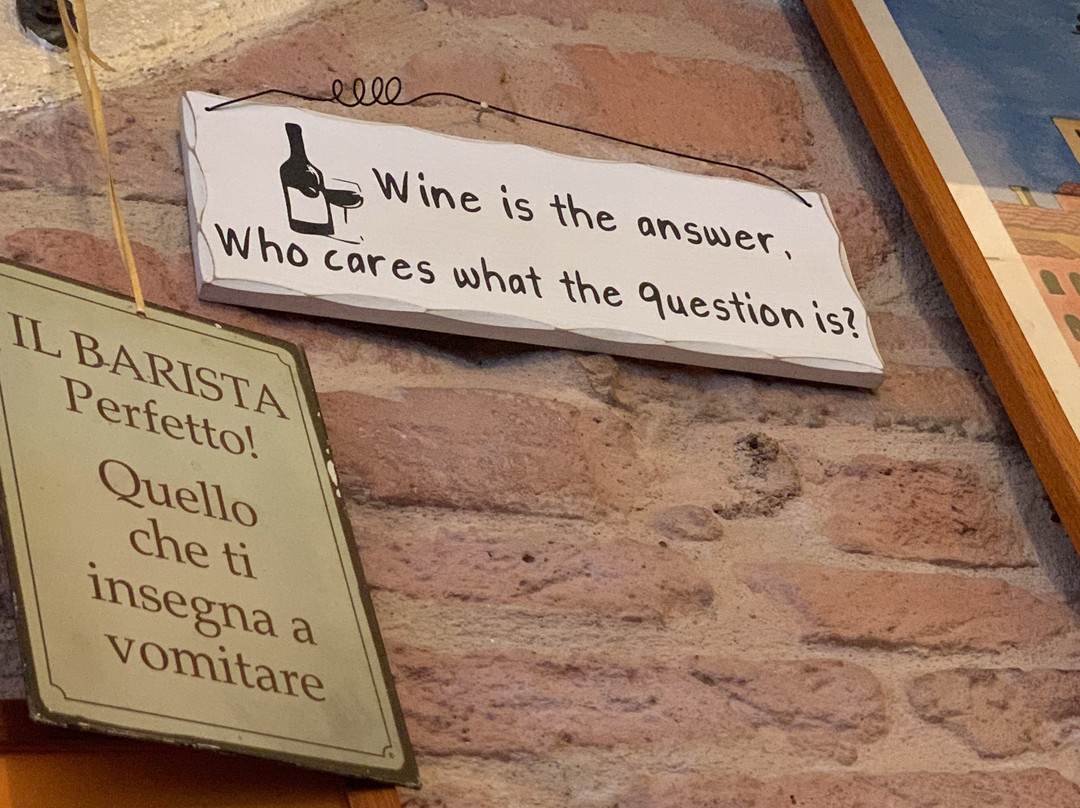 Wine is the answer,
Who cares what the question is?
IL BARISTA
Perfetto!
Quello
che ti
insegna a
vomitare